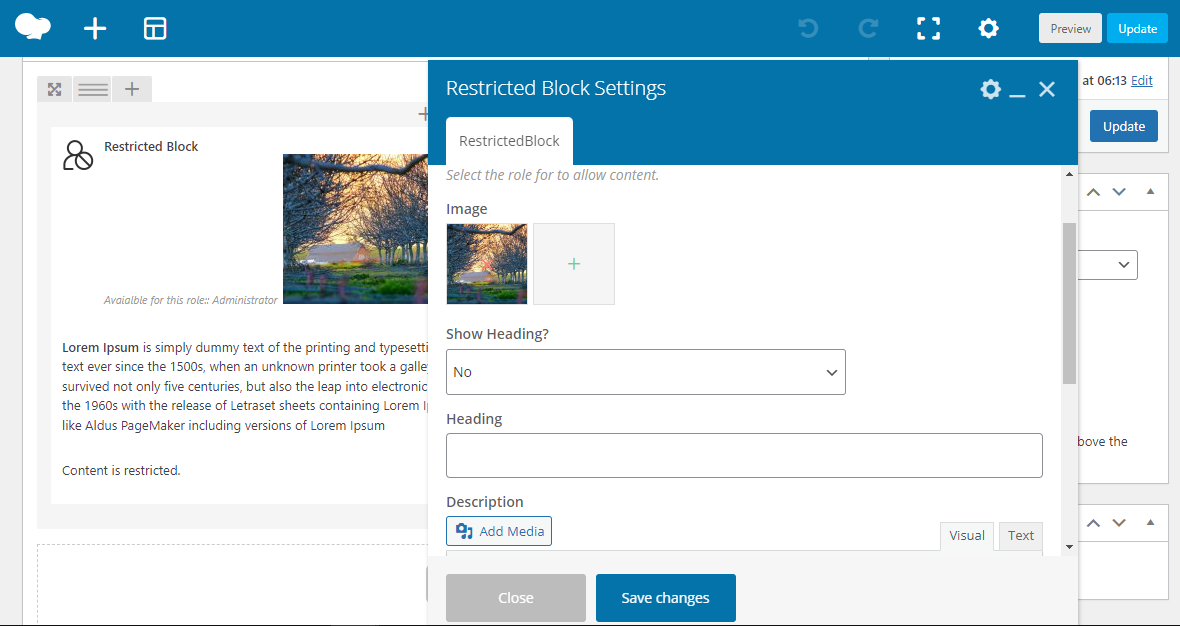 Preview
Update
at 06:13 Edit
Update
Restricted Block Settings
RestrictedBlock
Select the role for to allow content.
Image
Show Heading?
No
Heading
Description
Add Media
Visual
Text
Close
Save changes
Restricted Block
Avaialble for this role:: Administrator
Lorem Ipsum is simply dummy text of the printing and typesetti
text ever since the 1500s, when an unknown printer took a galle
survived not only five centuries, but also the leap into electronic
the 1960s with the release of Letraset sheets containing Lorem I
like Aldus PageMaker including versions of Lorem Ipsum
Content is restricted.
bove the